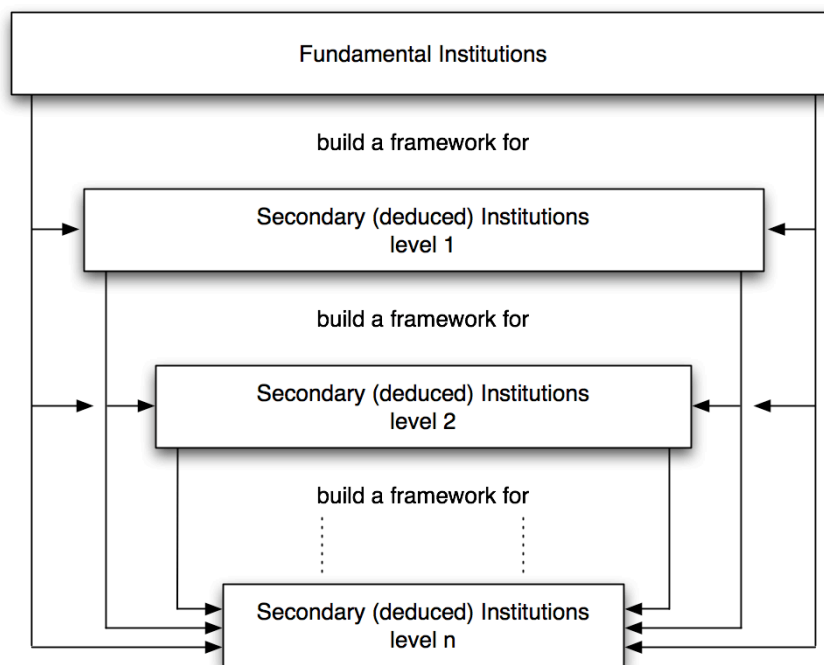 Fundamental Institutions
build a framework for
Secondary (deduced) Institutions
level 1
build a framework for
Secondary (deduced) Institutions
level 2
build a framework for
Secondary (deduced) Institutions
level n